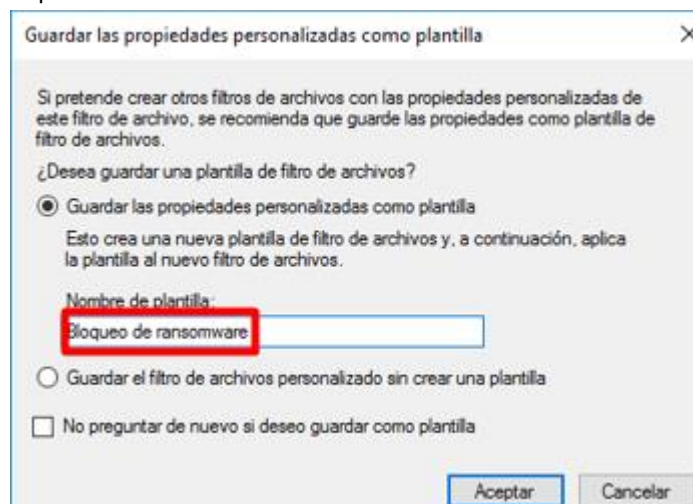 Guardar las propiedades personalizadas como plantilla
Si pretende crear otros filtros de archivos con las propiedades personalizadas de
este filtro de archivo, se recomienda que guarde las propiedades como plantilla de
filtro de archivos.
¿Desea guardar una plantilla de filtro de archivos?
Guardar las propiedades personalizadas como plantilla
Esto crea una nueva plantilla de filtro de archivos y, a continuación, aplica
la plantilla al nuevo filtro de archivos.
Nombre de plantilla:
Bloqueo de ransomware
Guardar el filtro de archivos personalizado sin crear una plantilla
No preguntar de nuevo si deseo guardar como plantilla
Aceptar Cancelar